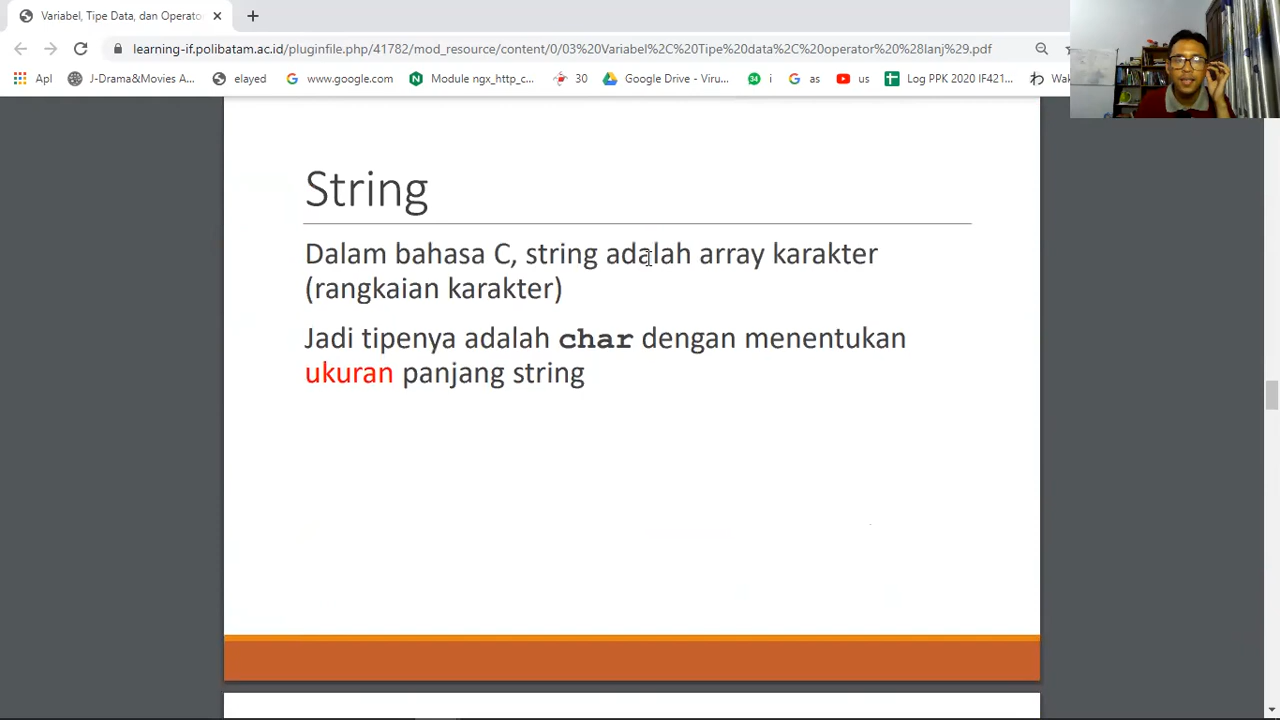 Variabel, Tipe Data, dan Operato
learning-if.polibatam.ac.id/pluginfile.php/41782/mod_resource/content/0/03%20Variabel%2C%20Tipe%20data%2C%20operator%20%28lanj%29.pdf
Apl J-Drama&Movies A... elayed www.google.com Module ngx_http_c... 30 Google Drive - Viru... 34 i as us Log PPK 2020 IF421... Wak
String
Dalam bahasa C, string adalah array karakter
(rangkaian karakter)
Jadi tipenya adalah char dengan menentukan
ukuran panjang string